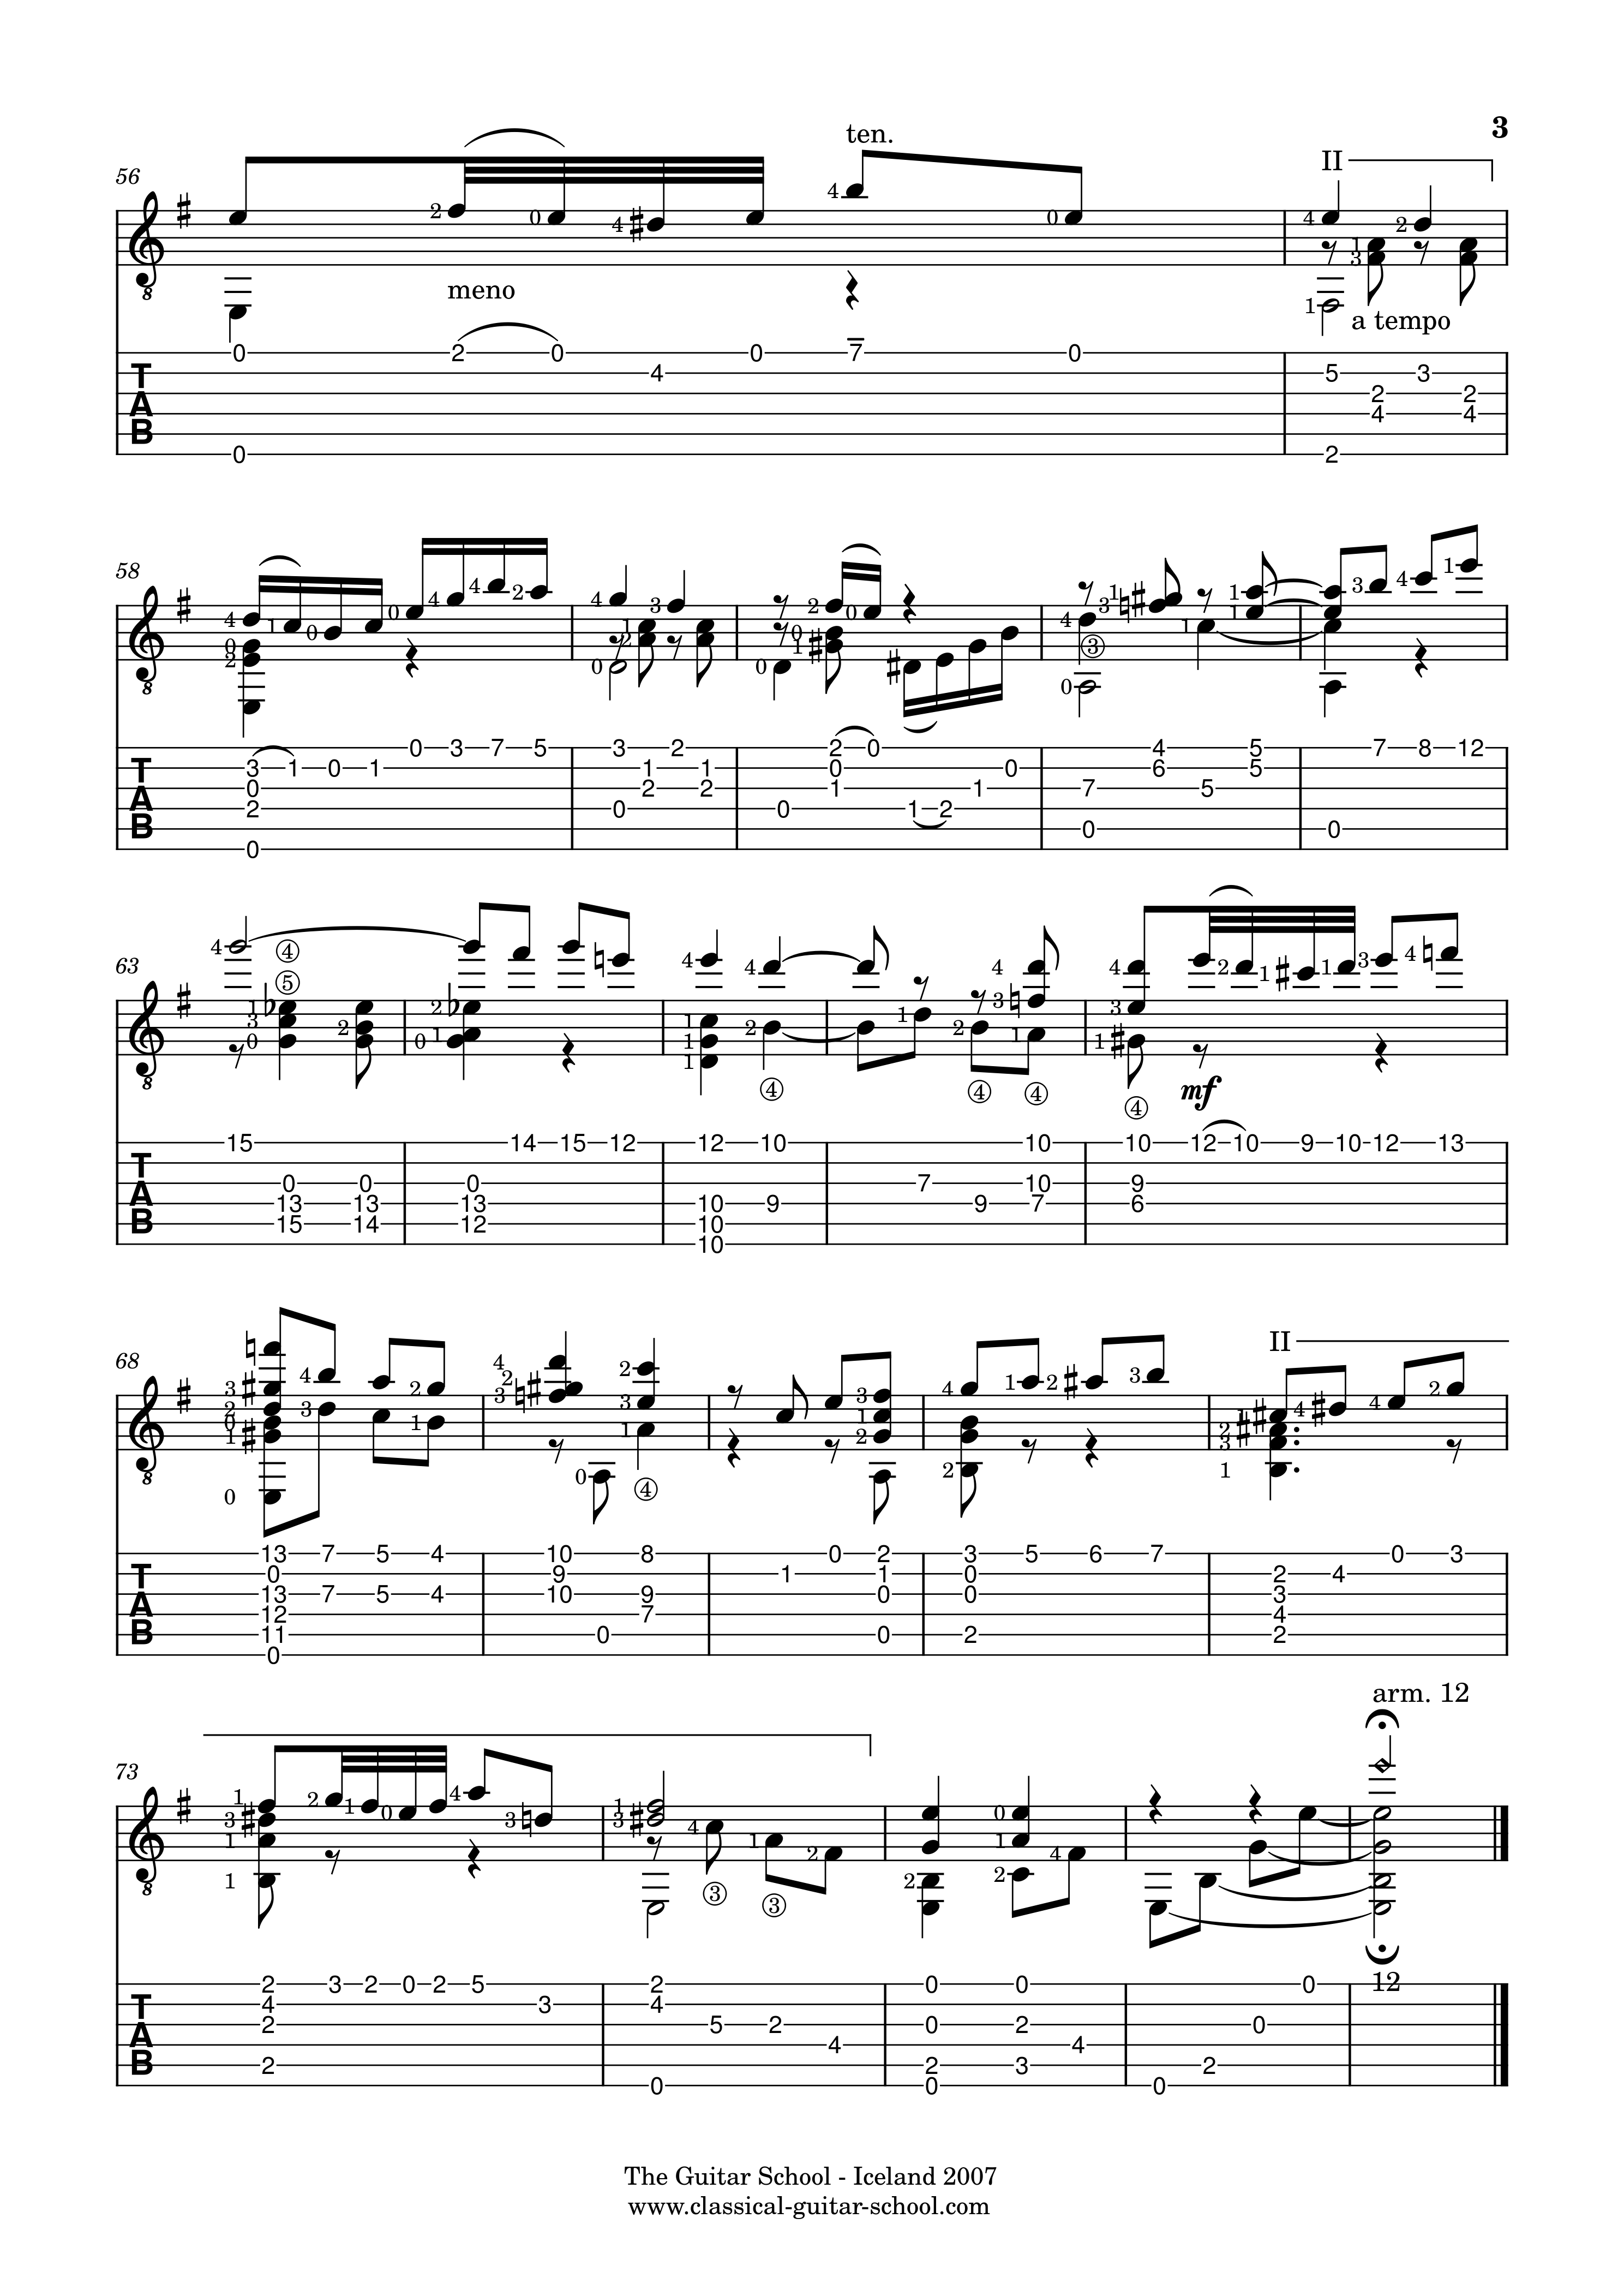 3
ten.
II
56
meno
a tempo
58
63
mf
68
II
arm. 12
73
12
The Guitar School - Iceland 2007
www.classical-guitar-school.com